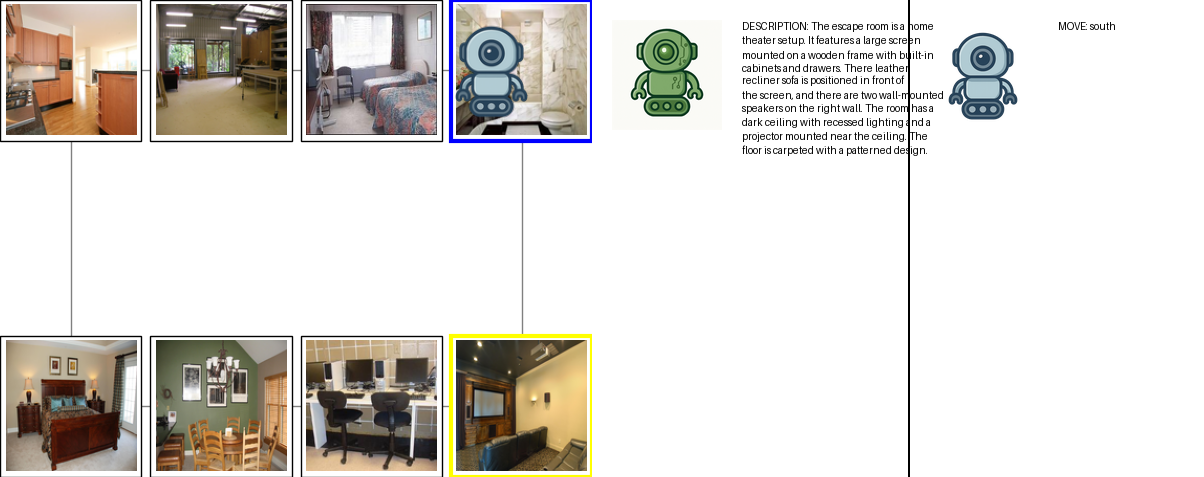 DESCRIPTION: The escape room is a home
theater setup. It features a large screen
mounted on a wooden frame with built-in
cabinets and drawers. There leather
recliner sofa is positioned in front of
the screen, and there are two wall-mounted
speakers on the right wall. The room has a
dark ceiling with recessed lighting and a
projector mounted near the ceiling. The
floor is carpeted with a patterned design.
MOVE: south